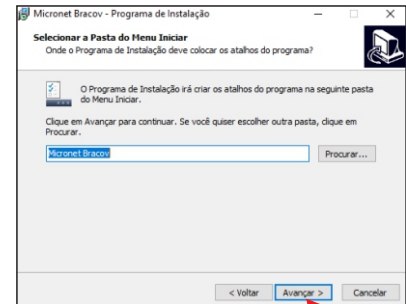 Micronet Bracov - Programa de Instalação
Selecionar a Pasta do Menu Iniciar
Onde o Programa de Instalação deve colocar os atalhos do programa?
O Programa de Instalação irá criar os atalhos do programa na seguinte pasta
do Menu Iniciar.
Clique em Avançar para continuar. Se você quiser escolher outra pasta, clique em
Procurar.
Micronet Bracov
Procurar...
< Voltar
Avançar >
Cancelar